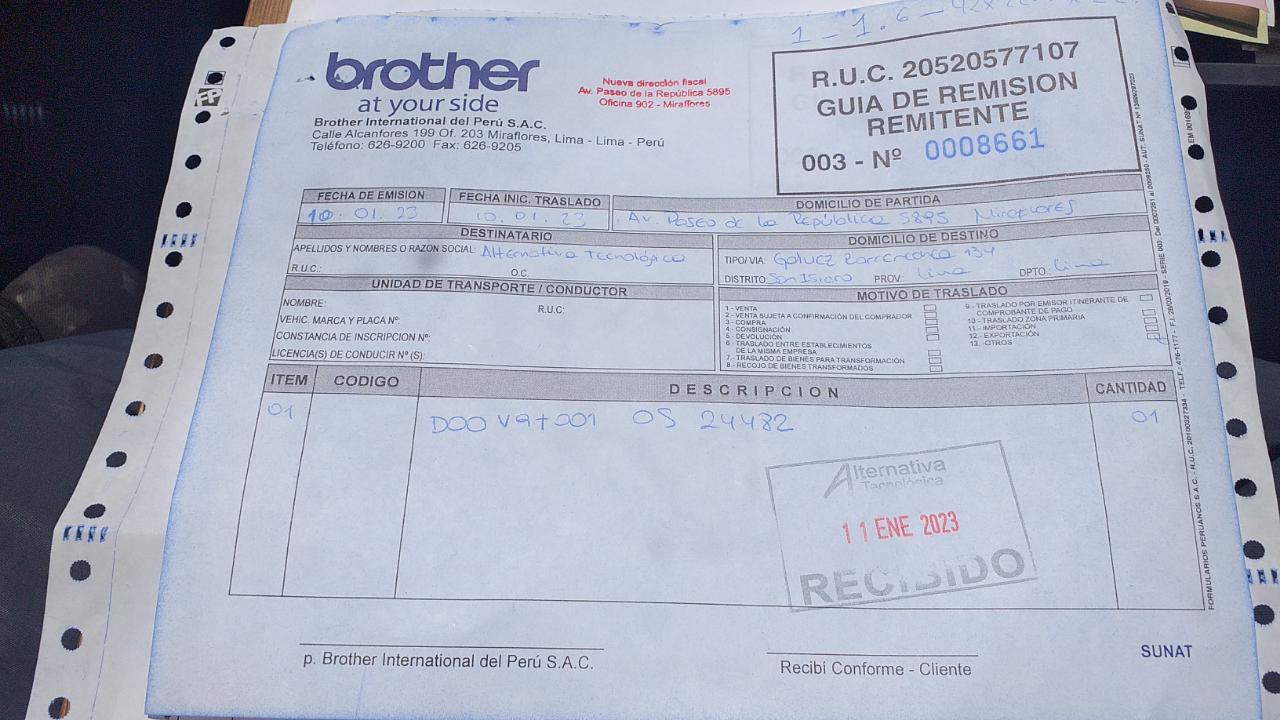 brother
at your side
Brother International del Perú S.A.C.
Calle Alcanfores 199 Of. 203 Miraflores, Lima - Lima - Perú
Teléfono: 626-9200 Fax: 626-9205
Nueva dirección fiscal
Av. Paseo de la República 5895
Oficina 902 - Miraflores
R.U.C. 20520577107
GUIA DE REMISION
REMITENTE
003 - Nº 0008661
FECHA DE EMISION
10. 01. 23
FECHA INIC. TRASLADO
10. 01. 23
DOMICILIO DE PARTIDA
Av. Paseo de la República 5895 Miraflores
DESTINATARIO
APELLIDOS Y NOMBRES O RAZON SOCIAL: Alternativa Tecnológica
R.U.C.: O.C.
DOMICILIO DE DESTINO
TIPO/VIA: 134
DISTRITO: San Isidro PROV: Lima DPTO: Lima
UNIDAD DE TRANSPORTE / CONDUCTOR
NOMBRE: R.U.C:
VEHIC. MARCA Y PLACA Nº:
CONSTANCIA DE INSCRIPCION Nº:
LICENCIA(S) DE CONDUCIR Nº (S):
MOTIVO DE TRASLADO
1 - VENTA
2 - VENTA SUJETA A CONFIRMACIÓN DEL COMPRADOR
3 - COMPRA
4 - CONSIGNACIÓN
5 - DEVOLUCIÓN
6 - TRASLADO ENTRE ESTABLECIMIENTOS
DE LA MISMA EMPRESA
7 - TRASLADO DE BIENES PARA TRANSFORMACIÓN
8 - RECOJO DE BIENES TRANSFORMADOS
9.- TRASLADO POR EMISOR ITINERANTE DE
COMPROBANTE DE PAGO
10.- TRASLADO ZONA PRIMARIA
11.- IMPORTACIÓN
12.- EXPORTACIÓN
13. -OTROS
ITEM CODIGO DESCRIPCION CANTIDAD
01 D00V9T001 OS 24482 01
Alternativa
Tecnológica
11 ENE 2023
RECIBIDO
p. Brother International del Perú S.A.C.
Recibi Conforme - Cliente
SUNAT